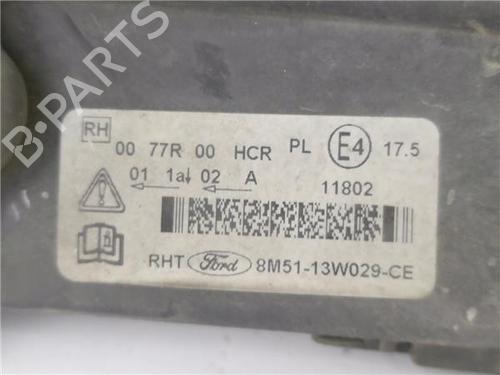 RH
00 77R 00 HCR PL E4 17.5
01 1a↓ 02 A
11802
RHT Ford 8M51-13W029-CE
B-PARTS